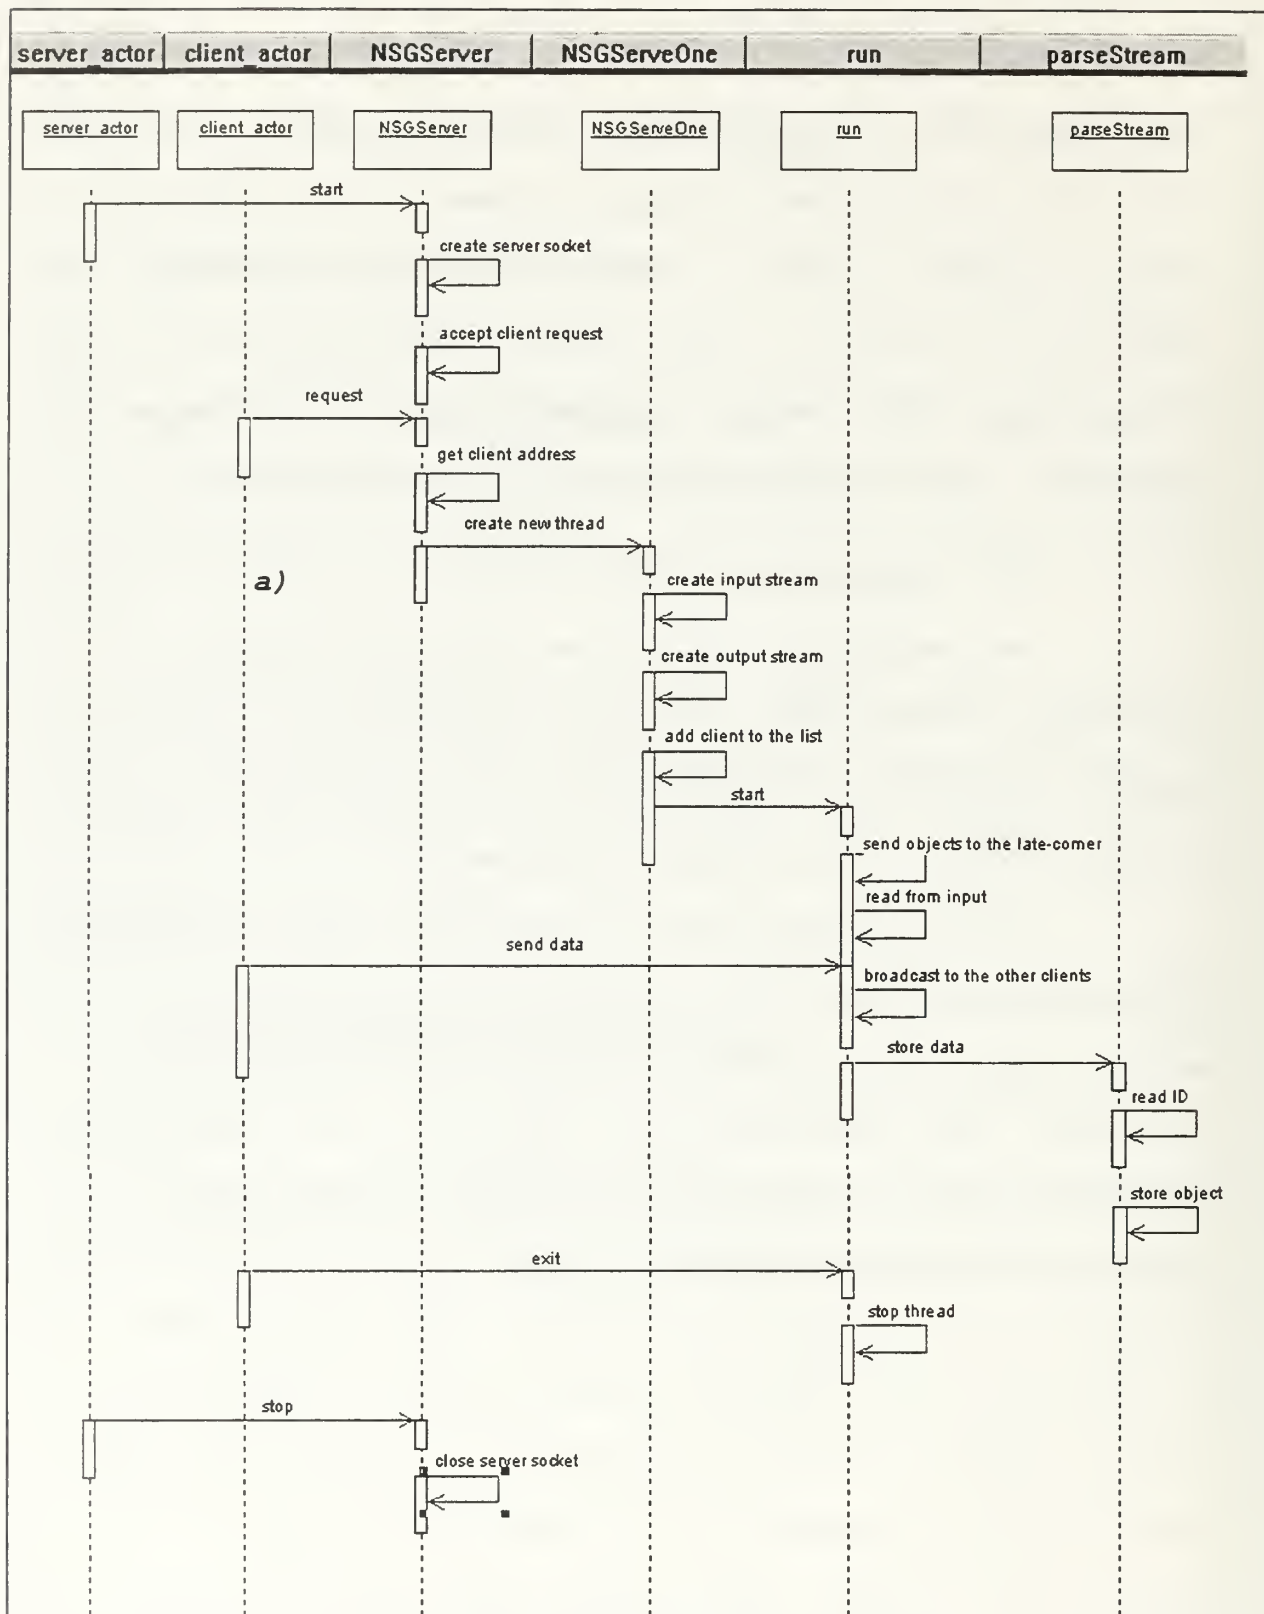 server_actor client_actor NSGServer NSGServeOne run parseStream
server_actor client_actor NSGServer NSGServeOne run parseStream
start
create server socket
accept client request
request
get client address
create new thread
a)
create input stream
create output stream
add client to the list
start
send objects to the late-comer
read from input
send data
broadcast to the other clients
store data
read ID
store object
exit
stop thread
stop
close server socket